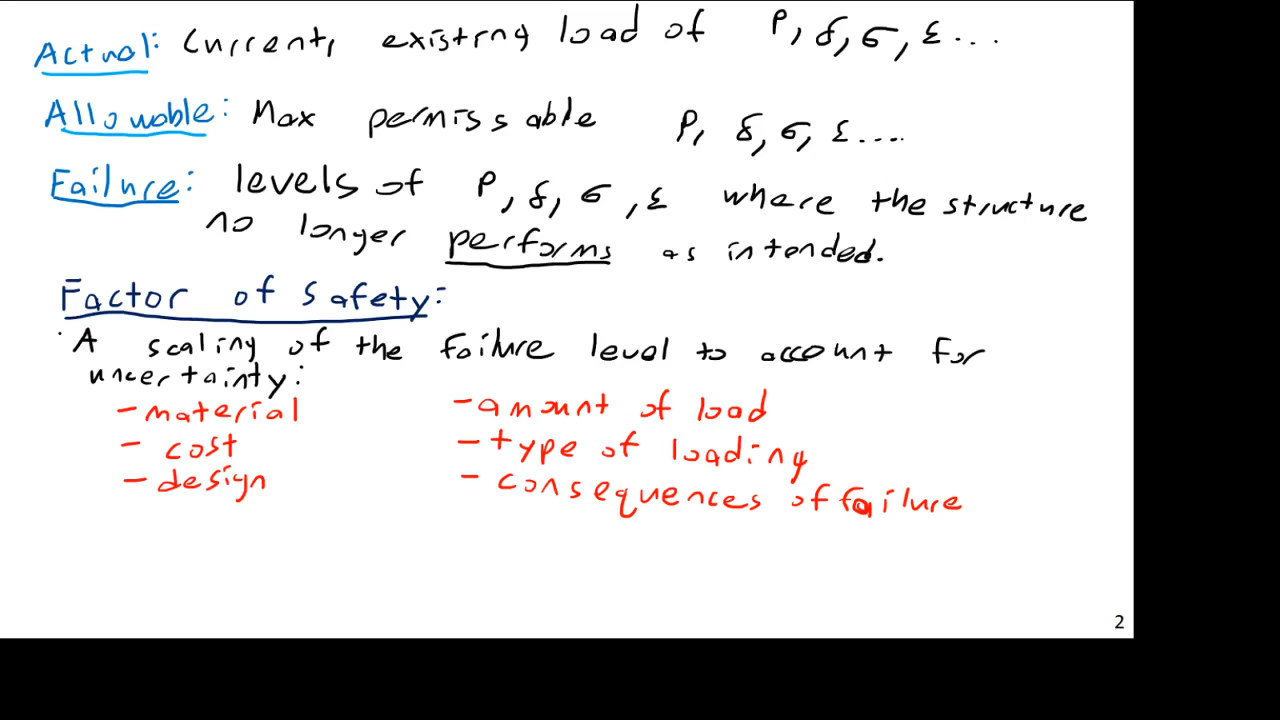 Actual: Current, existing load of P, δ, σ, ε...
Allowable: Max permissable P, δ, σ, ε....
Failure: levels of P, δ, σ, ε where the structure
no longer performs as intended.
Factor of Safety:
A scaling of the failure level to account for
uncertainty:
- material - amount of load
- cost - type of loading
- design - consequences of failure
2